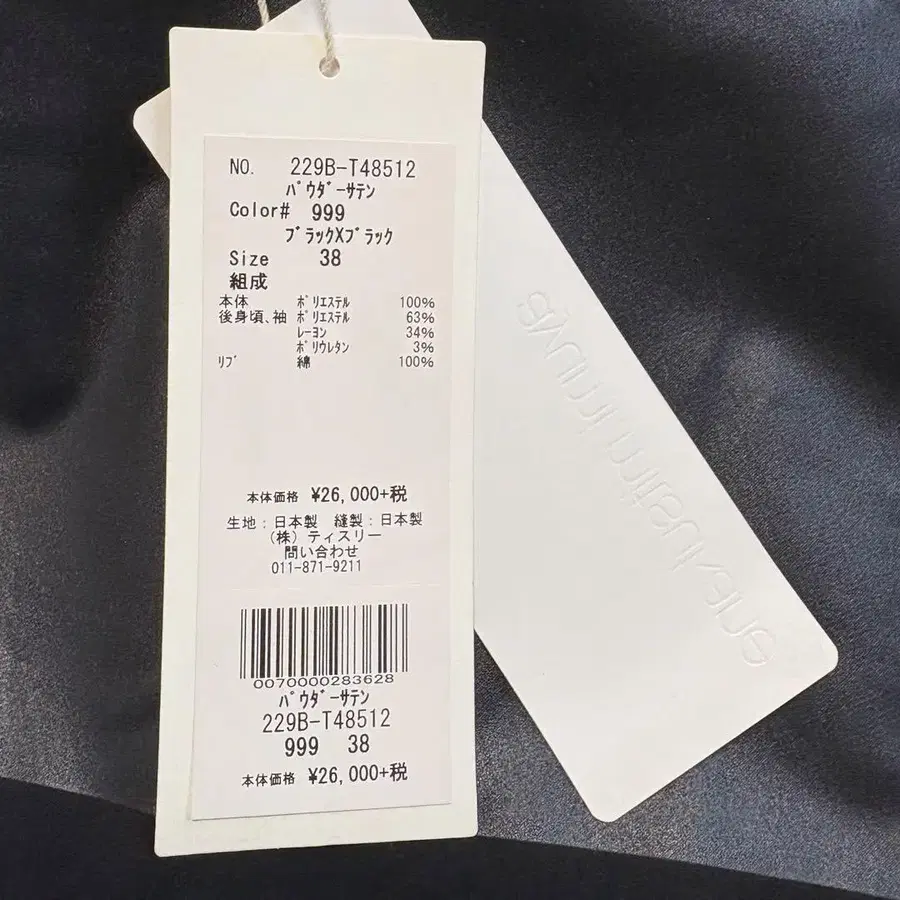 NO. 229B-T48512
ﾊﾟｳﾀﾞｰｻﾃﾝ
Color# 999
ﾌﾞﾗｯｸXﾌﾞﾗｯｸ
Size 38
組成
本体 ﾎﾟﾘｴｽﾃﾙ 100%
後身頃、袖 ﾎﾟﾘｴｽﾃﾙ 63%
ﾚｰﾖﾝ 34%
ﾎﾟﾘｳﾚﾀﾝ 3%
ﾘﾌﾞ 綿 100%
本体価格 ¥26,000+税
生地：日本製 縫製：日本製
（株）ティスリー
問い合わせ
011-871-9211
0070000283628
ﾊﾟｳﾀﾞｰｻﾃﾝ
229B-T48512
999 38
本体価格 ¥26,000+税